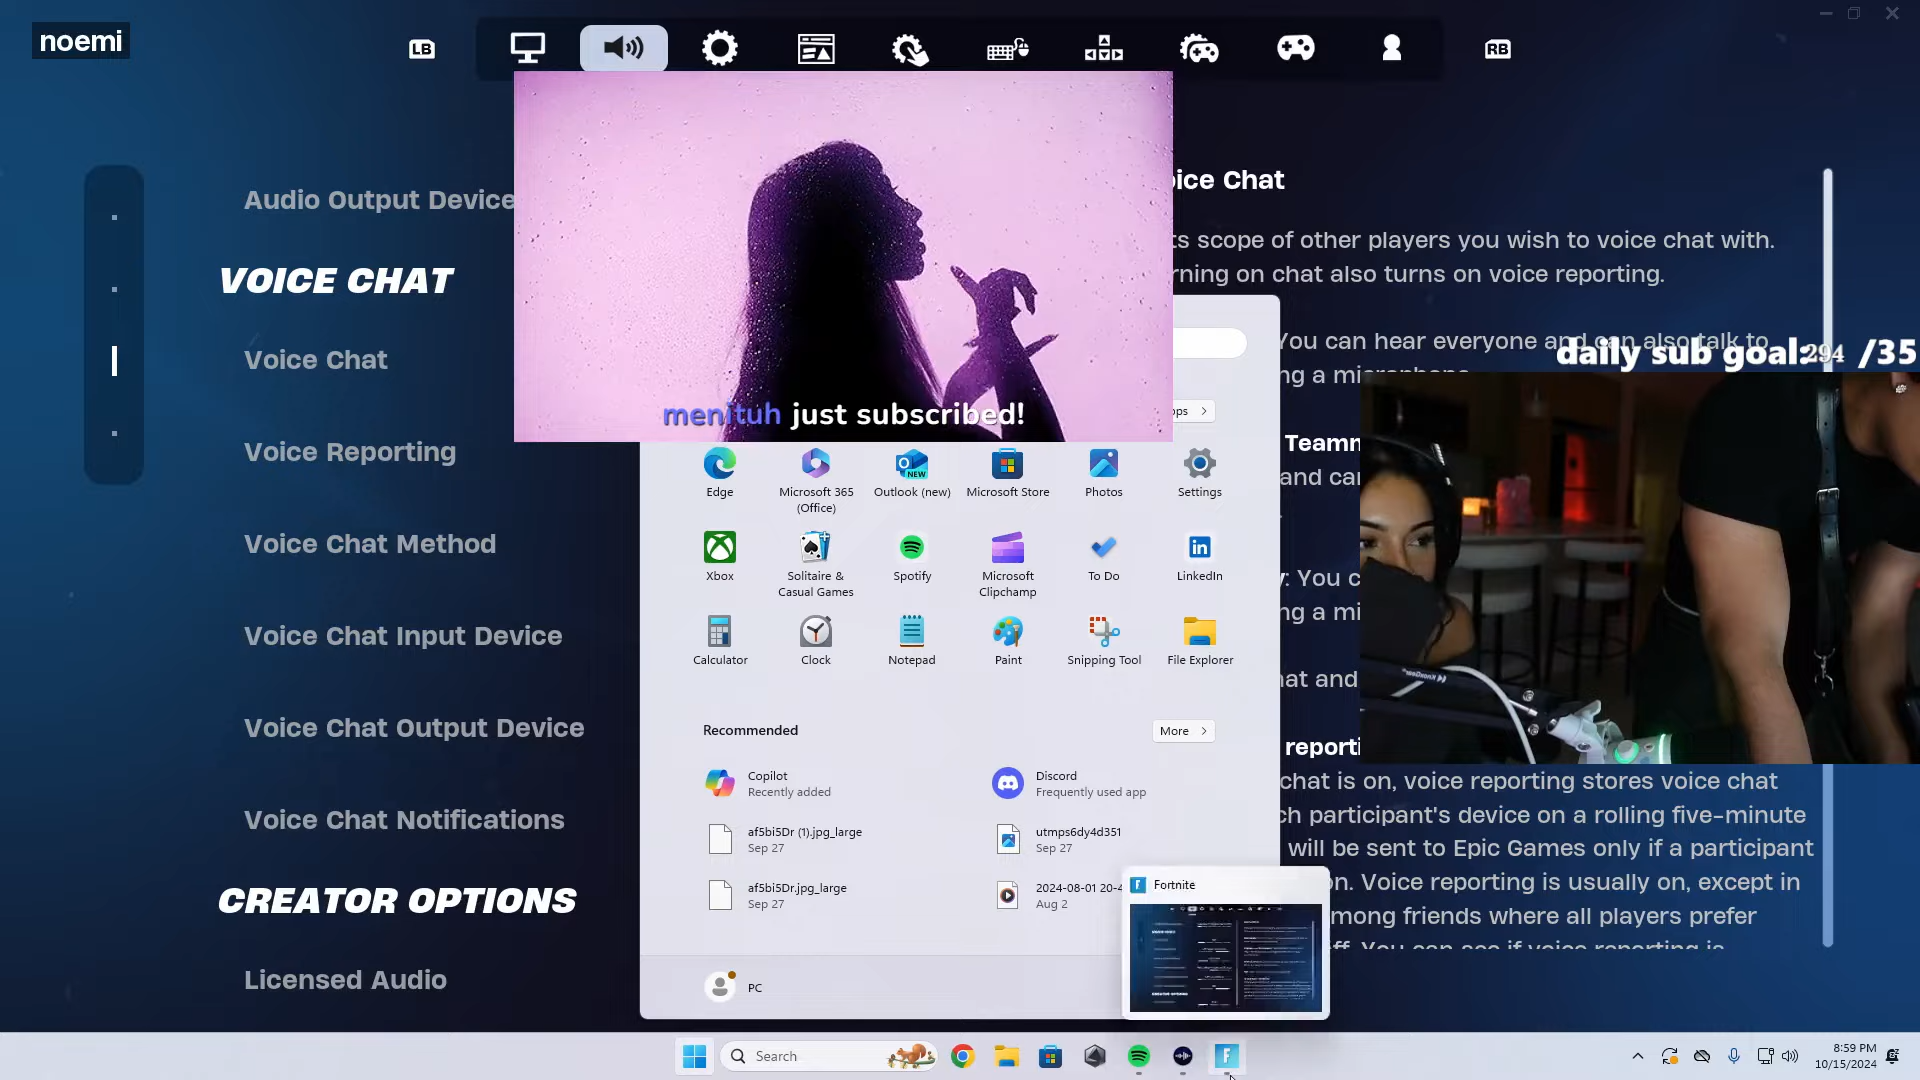 noemi
LB
RB
Audio Output Device
VOICE CHAT
Voice Chat
Voice Reporting
Voice Chat Method
Voice Chat Input Device
Voice Chat Output Device
Voice Chat Notifications
CREATOR OPTIONS
Licensed Audio
menituh just subscribed!
oice Chat
ts scope of other players you wish to voice chat with.
rning on chat also turns on voice reporting.
You can hear everyone and can also talk to
daily sub goal:294 /35
Teamm
and ca
y: You c
ng a mi
hat and
reporti
chat is on, voice reporting stores voice chat
ch participant's device on a rolling five-minute
will be sent to Epic Games only if a participant
on. Voice reporting is usually on, except in
mong friends where all players prefer
Edge
Microsoft 365 (Office)
Outlook (new)
Microsoft Store
Photos
Settings
Xbox
Solitaire & Casual Games
Spotify
Microsoft Clipchamp
To Do
LinkedIn
Calculator
Clock
Notepad
Paint
Snipping Tool
File Explorer
Recommended
More
Copilot
Recently added
Discord
Frequently used app
af5bi5Dr (1).jpg_large
Sep 27
utmps6dy4d351
Sep 27
af5bi5Dr.jpg_large
Sep 27
2024-08-01 20-4
Aug 2
Fortnite
PC
Search
8:59 PM
10/15/2024